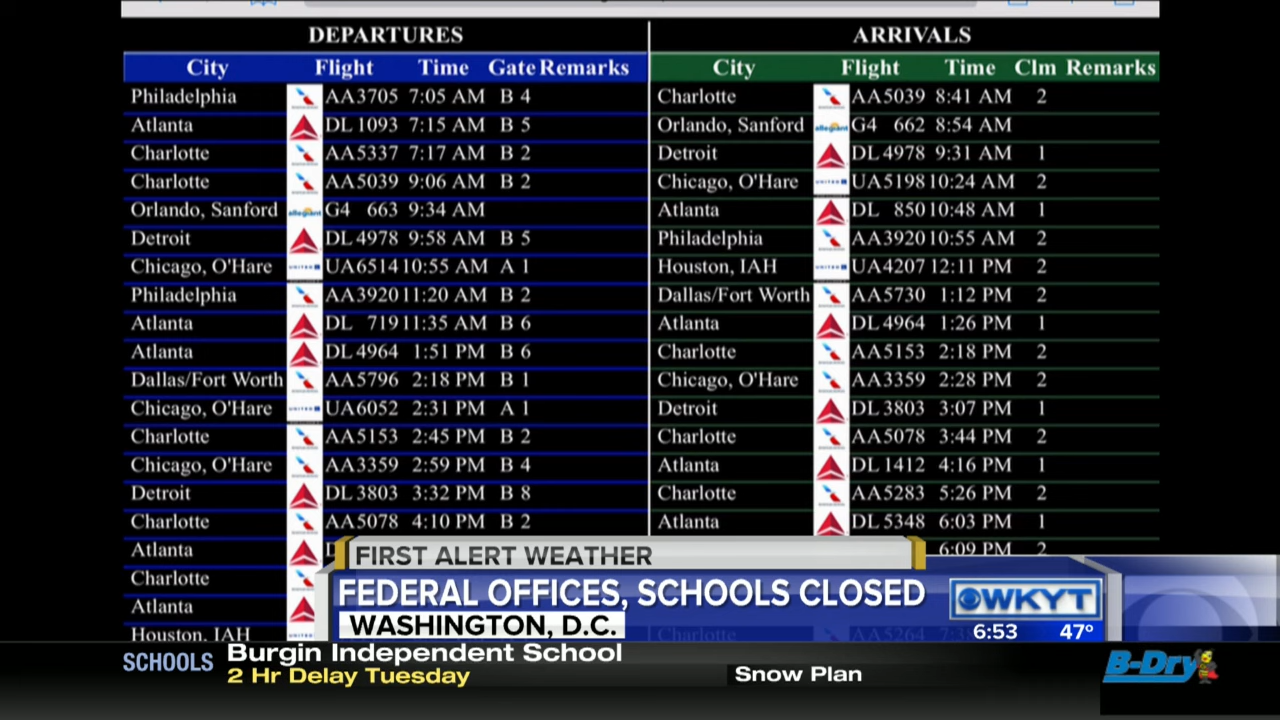 DEPARTURES
City Flight Time Gate Remarks
Philadelphia AA3705 7:05 AM B 4
Atlanta DL 1093 7:15 AM B 5
Charlotte AA5337 7:17 AM B 2
Charlotte AA5039 9:06 AM B 2
Orlando, Sanford allegiant G4 663 9:34 AM
Detroit DL 4978 9:58 AM B 5
Chicago, O'Hare UNITED UA6514 10:55 AM A 1
Philadelphia AA3920 11:20 AM B 2
Atlanta DL 719 11:35 AM B 6
Atlanta DL 4964 1:51 PM B 6
Dallas/Fort Worth AA5796 2:18 PM B 1
Chicago, O'Hare UNITED UA6052 2:31 PM A 1
Charlotte AA5153 2:45 PM B 2
Chicago, O'Hare AA3359 2:59 PM B 4
Detroit DL 3803 3:32 PM B 8
Charlotte AA5078 4:10 PM B 2
Atlanta
Charlotte
Atlanta
Houston, IAH
ARRIVALS
City Flight Time Clm Remarks
Charlotte AA5039 8:41 AM 2
Orlando, Sanford allegiant G4 662 8:54 AM
Detroit DL 4978 9:31 AM 1
Chicago, O'Hare UNITED UA5198 10:24 AM 2
Atlanta DL 850 10:48 AM 1
Philadelphia AA3920 10:55 AM 2
Houston, IAH UNITED UA4207 12:11 PM 2
Dallas/Fort Worth AA5730 1:12 PM 2
Atlanta DL 4964 1:26 PM 1
Charlotte AA5153 2:18 PM 2
Chicago, O'Hare AA3359 2:28 PM 2
Detroit DL 3803 3:07 PM 1
Charlotte AA5078 3:44 PM 2
Atlanta DL 1412 4:16 PM 1
Charlotte AA5283 5:26 PM 2
Atlanta DL 5348 6:03 PM 1
6:09 PM 2
Charlotte AA5264
FIRST ALERT WEATHER
FEDERAL OFFICES, SCHOOLS CLOSED
WASHINGTON, D.C.
WKYT
6:53 47°
SCHOOLS
Burgin Independent School
2 Hr Delay Tuesday
Snow Plan
B-Dry